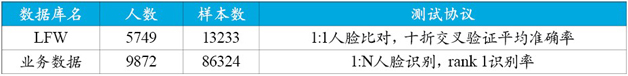 数据库名 人数 样本数 测试协议
LFW 5749 13233 1:1人脸比对，十折交叉验证平均准确率
业务数据 9872 86324 1:N人脸识别，rank 1识别率